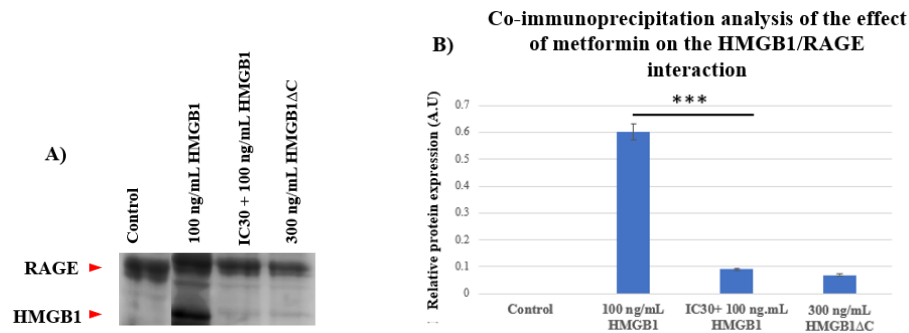 A)
Control
100 ng/mL HMGB1
IC30 + 100 ng/mL HMGB1
300 ng/mL HMGB1ΔC
RAGE
HMGB1
B)
Co-immunoprecipitation analysis of the effect
of metformin on the HMGB1/RAGE
interaction
Relative protein expression (A.U)
0.7
0.6
0.5
0.4
0.3
0.2
0.1
0
***
Control
100 ng/mL
HMGB1
IC30+ 100 ng.mL
HMGB1
300 ng/mL
HMGB1ΔC